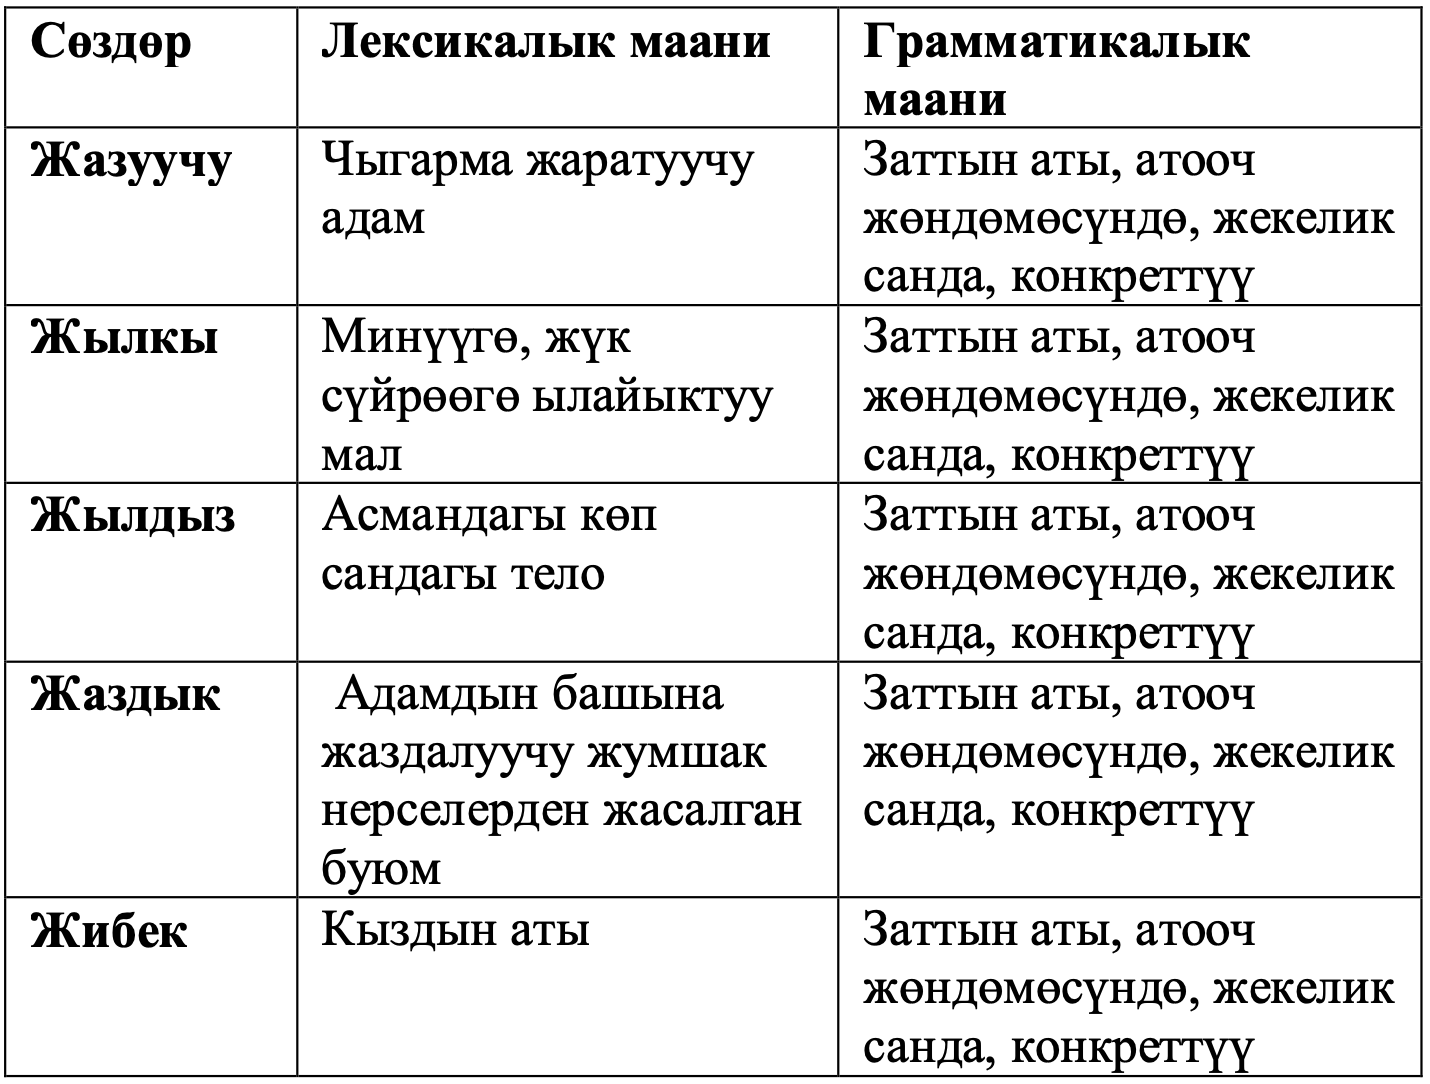 Сөздөр
Лексикалык маани
Грамматикалык
маани
Жазуучу
Чыгарма жаратуучу
адам
Заттын аты, атооч
жөндөмөсүндө, жекелик
санда, конкреттүү
Жылкы
Минүүгө, жүк
сүйрөөгө ылайыктуу
мал
Заттын аты, атооч
жөндөмөсүндө, жекелик
санда, конкреттүү
Жылдыз
Асмандагы көп
сандагы тело
Заттын аты, атооч
жөндөмөсүндө, жекелик
санда, конкреттүү
Жаздык
Адамдын башына
жаздалуучу жумшак
нерселерден жасалган
буюм
Заттын аты, атооч
жөндөмөсүндө, жекелик
санда, конкреттүү
Жибек
Кыздын аты
Заттын аты, атооч
жөндөмөсүндө, жекелик
санда, конкреттүү